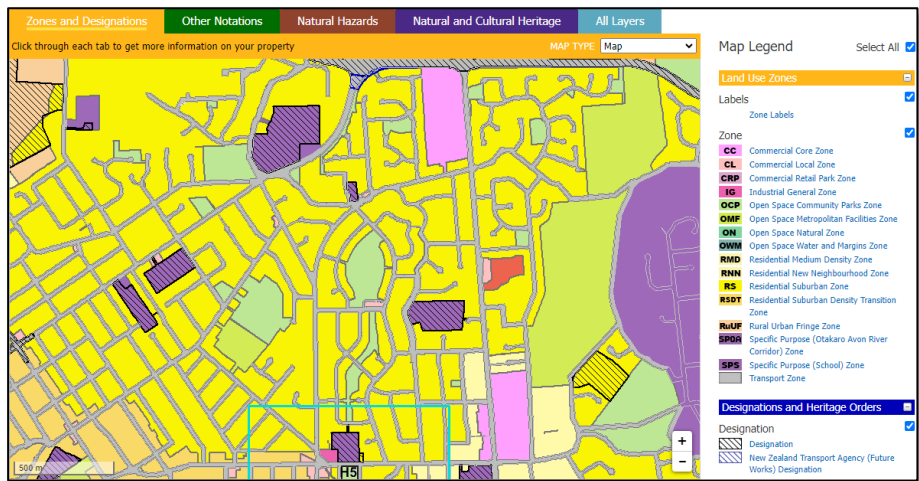 Zones and Designations
Other Notations
Natural Hazards
Natural and Cultural Heritage
All Layers
Click through each tab to get more information on your property
MAP TYPE Map
Map Legend
Select All
Land Use Zones
Labels
Zone Labels
Zone
CC Commercial Core Zone
CL Commercial Local Zone
CRP Commercial Retail Park Zone
IG Industrial General Zone
OCP Open Space Community Parks Zone
OMF Open Space Metropolitan Facilities Zone
ON Open Space Natural Zone
OWM Open Space Water and Margins Zone
RMD Residential Medium Density Zone
RNN Residential New Neighbourhood Zone
RS Residential Suburban Zone
RSDT Residential Suburban Density Transition
Zone
RuUF Rural Urban Fringe Zone
SPOA Specific Purpose (Otakaro Avon River
Corridor) Zone
SPS Specific Purpose (School) Zone
Transport Zone
Designations and Heritage Orders
Designation
Designation
New Zealand Transport Agency (Future
Works) Designation
+
−
500 m
H5